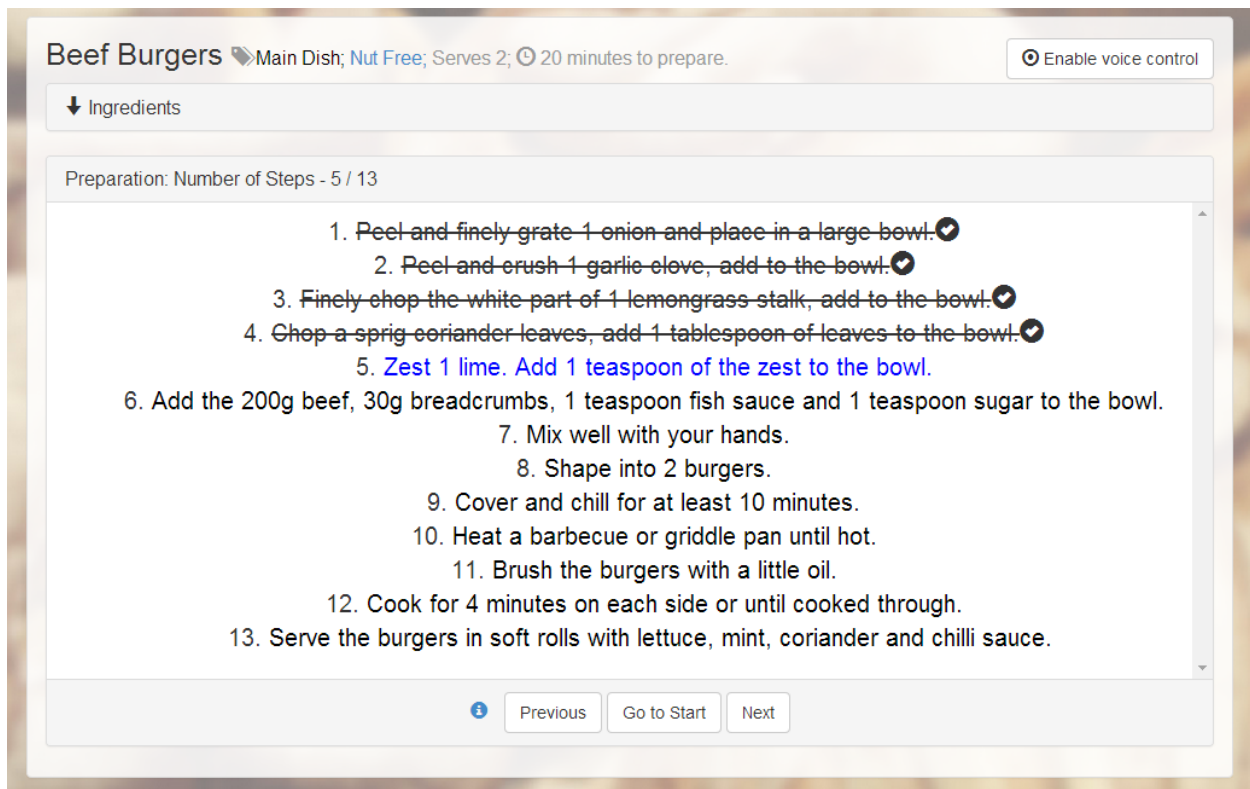 Beef Burgers Main Dish; Nut Free; Serves 2; 20 minutes to prepare.
Enable voice control
Ingredients
Preparation: Number of Steps - 5 / 13
1. Peel and finely grate 1 onion and place in a large bowl.
2. Peel and crush 1 garlic clove, add to the bowl.
3. Finely chop the white part of 1 lemongrass stalk, add to the bowl.
4. Chop a sprig coriander leaves, add 1 tablespoon of leaves to the bowl.
5. Zest 1 lime. Add 1 teaspoon of the zest to the bowl.
6. Add the 200g beef, 30g breadcrumbs, 1 teaspoon fish sauce and 1 teaspoon sugar to the bowl.
7. Mix well with your hands.
8. Shape into 2 burgers.
9. Cover and chill for at least 10 minutes.
10. Heat a barbecue or griddle pan until hot.
11. Brush the burgers with a little oil.
12. Cook for 4 minutes on each side or until cooked through.
13. Serve the burgers in soft rolls with lettuce, mint, coriander and chilli sauce.
Previous Go to Start Next